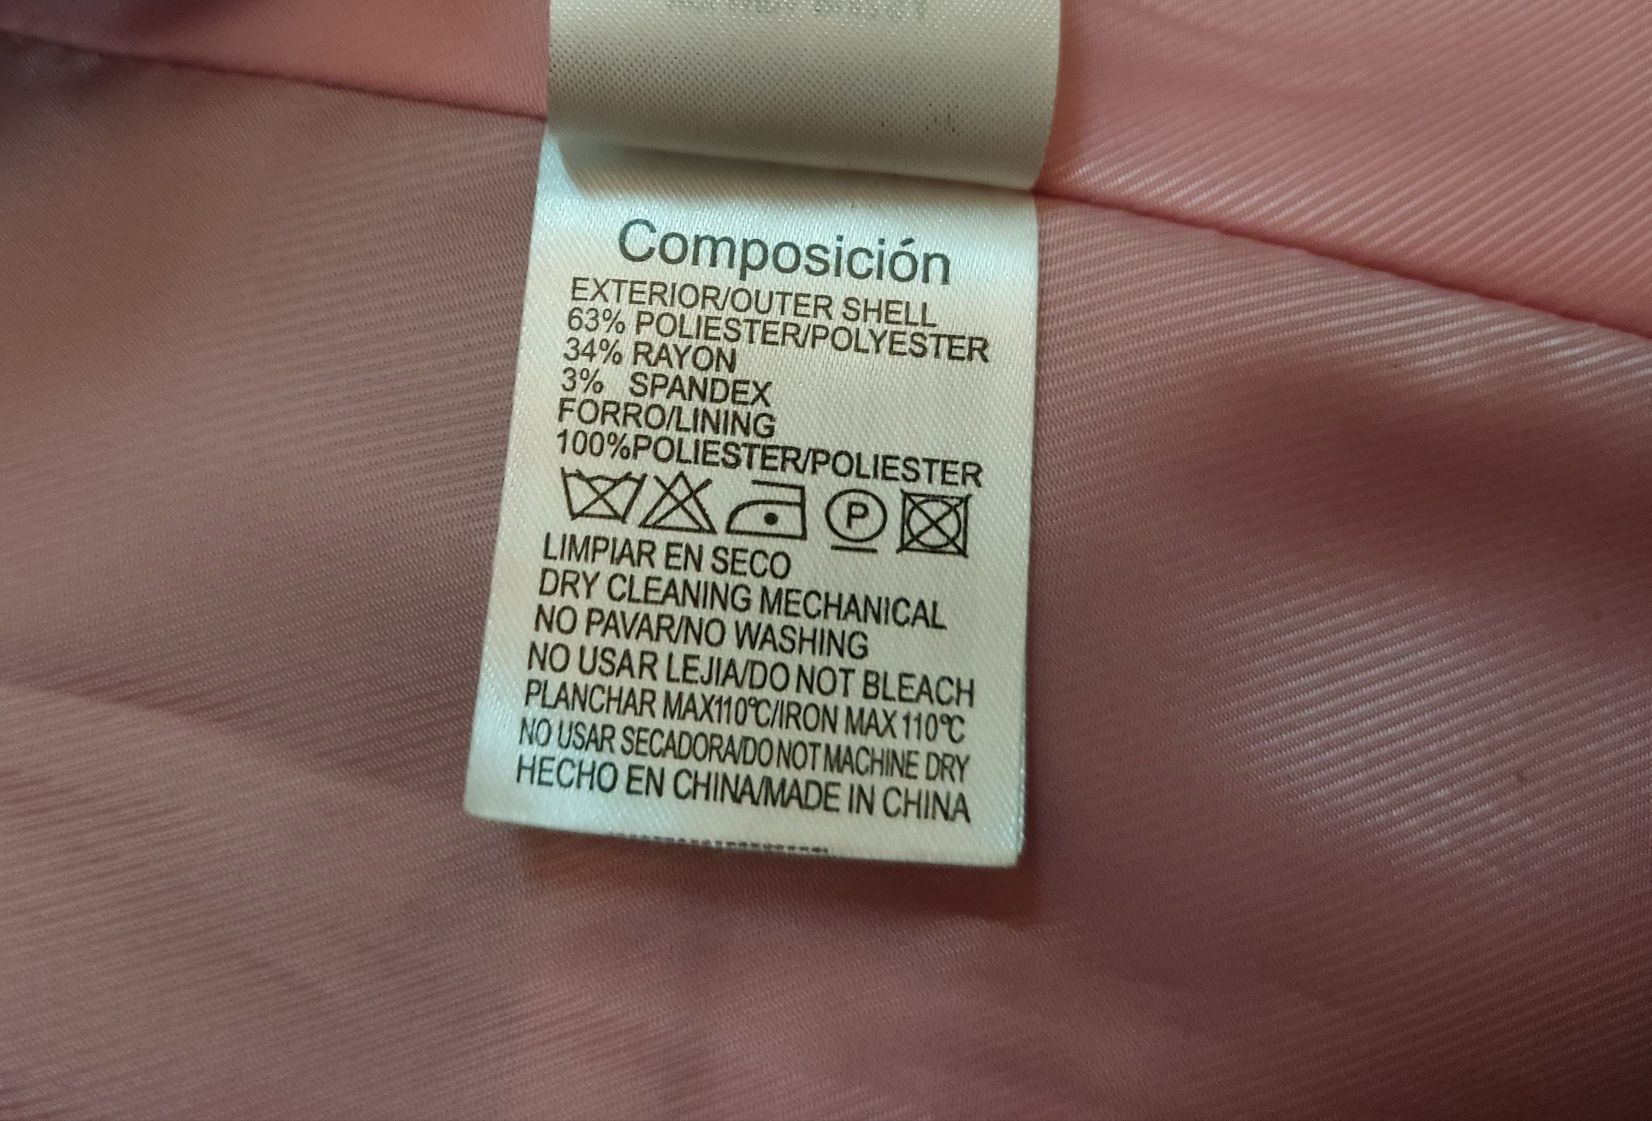 Composición
EXTERIOR/OUTER SHELL
63% POLIESTER/POLYESTER
34% RAYON
3% SPANDEX
FORRO/LINING
100%POLIESTER/POLIESTER
P
LIMPIAR EN SECO
DRY CLEANING MECHANICAL
NO PAVAR/NO WASHING
NO USAR LEJIA/DO NOT BLEACH
PLANCHAR MAX110℃/IRON MAX 110℃
NO USAR SECADORA/DO NOT MACHINE DRY
HECHO EN CHINA/MADE IN CHINA